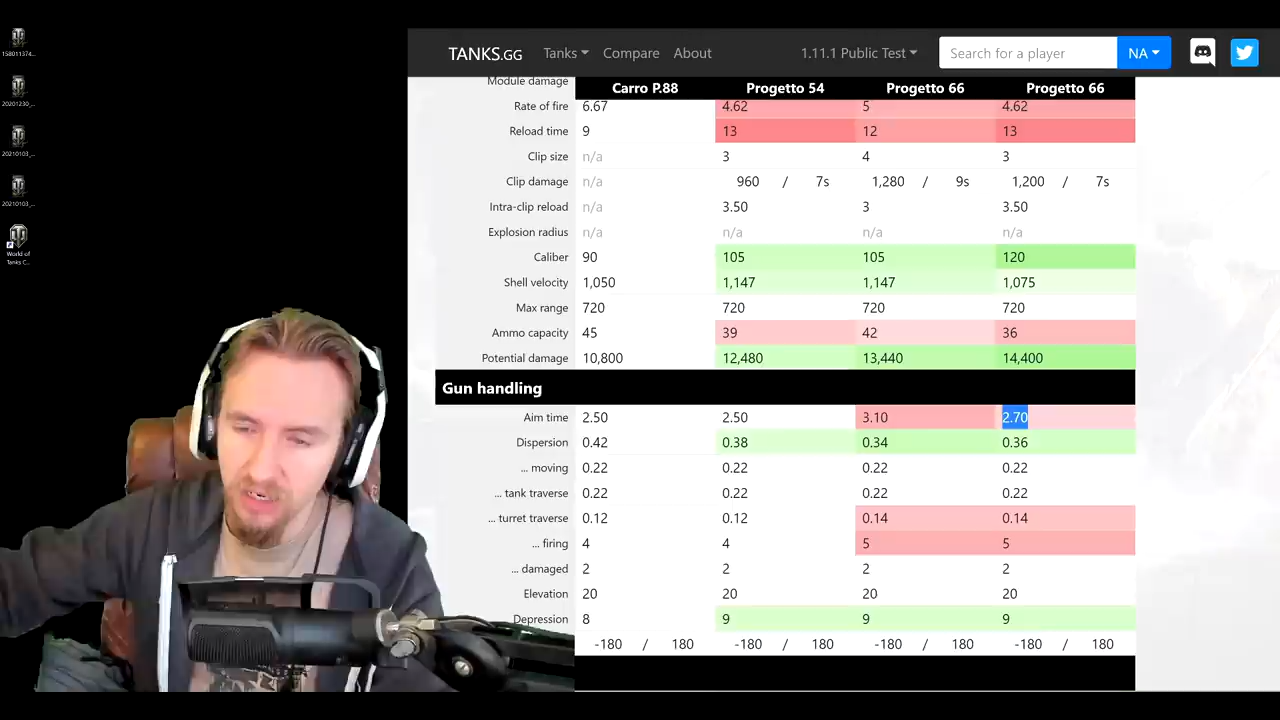 158011374...
20201230_...
20210103_...
20210103_...
World of
Tanks C...
TANKS.GG Tanks Compare About 1.11.1 Public Test Search for a player NA
Module damage
Carro P.88 Progetto 54 Progetto 66 Progetto 66
Rate of fire 6.67 4.62 5 4.62
Reload time 9 13 12 13
Clip size n/a 3 4 3
Clip damage n/a 960 / 7s 1,280 / 9s 1,200 / 7s
Intra-clip reload n/a 3.50 3 3.50
Explosion radius n/a n/a n/a n/a
Caliber 90 105 105 120
Shell velocity 1,050 1,147 1,147 1,075
Max range 720 720 720 720
Ammo capacity 45 39 42 36
Potential damage 10,800 12,480 13,440 14,400
Gun handling
Aim time 2.50 2.50 3.10 2.70
Dispersion 0.42 0.38 0.34 0.36
... moving 0.22 0.22 0.22 0.22
... tank traverse 0.22 0.22 0.22 0.22
... turret traverse 0.12 0.12 0.14 0.14
... firing 4 4 5 5
... damaged 2 2 2 2
Elevation 20 20 20 20
Depression 8 9 9 9
-180 / 180 -180 / 180 -180 / 180 -180 / 180